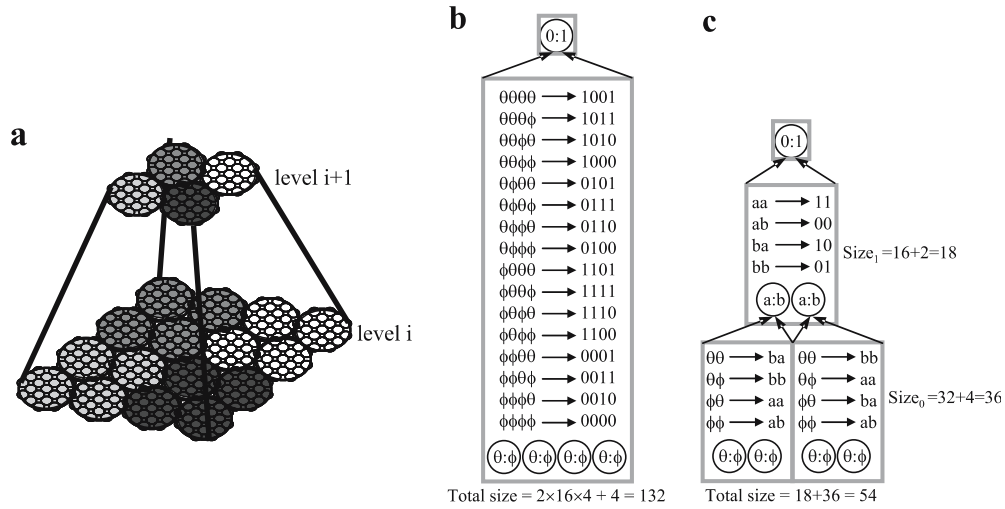 a
level i+1
level i
b
0:1
θθθθ → 1001
θθθϕ → 1011
θθϕθ → 1010
θθϕϕ → 1000
θϕθθ → 0101
θϕθϕ → 0111
θϕϕθ → 0110
θϕϕϕ → 0100
ϕθθθ → 1101
ϕθθϕ → 1111
ϕθϕθ → 1110
ϕθϕϕ → 1100
ϕϕθθ → 0001
ϕϕθϕ → 0011
ϕϕϕθ → 0010
ϕϕϕϕ → 0000
θ:ϕ θ:ϕ θ:ϕ θ:ϕ
Total size = 2×16×4 + 4 = 132
c
0:1
aa → 11
ab → 00
ba → 10
bb → 01
a:b a:b
Size₁ =16+2=18
θθ → ba θθ → bb
θϕ → bb θϕ → aa
ϕθ → aa ϕθ → ba
ϕϕ → ab ϕϕ → ab
θ:ϕ θ:ϕ θ:ϕ θ:ϕ
Size₀ =32+4=36
Total size = 18+36 = 54